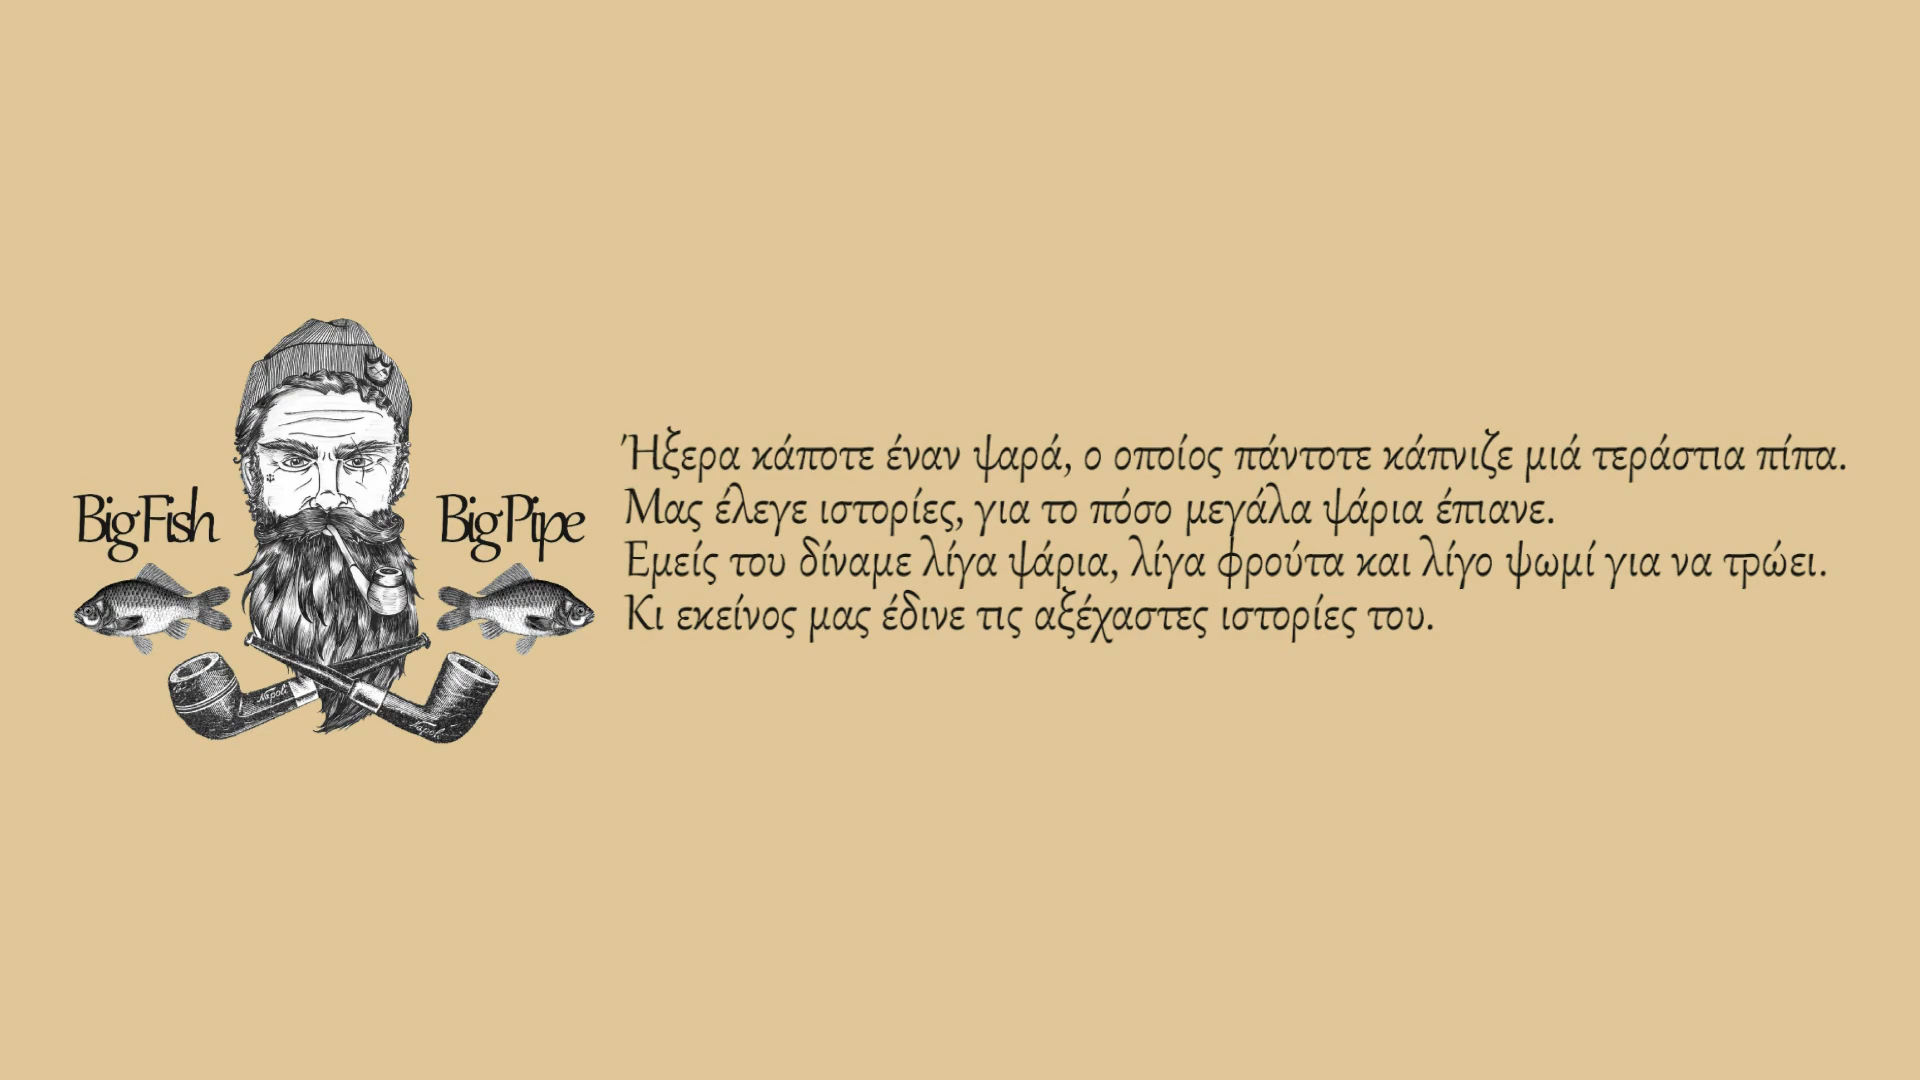 Big Fish
Big Pipe
Ήξερα κάποτε έναν ψαρά, ο οποίος πάντοτε κάπνιζε μιά τεράστια πίπα.
Μας έλεγε ιστορίες, για το πόσο μεγάλα ψάρια έπιανε.
Εμείς του δίναμε λίγα ψάρια, λίγα φρούτα και λίγο ψωμί για να τρώει.
Κι εκείνος μας έδινε τις αξέχαστες ιστορίες του.
Napoli
Napoli